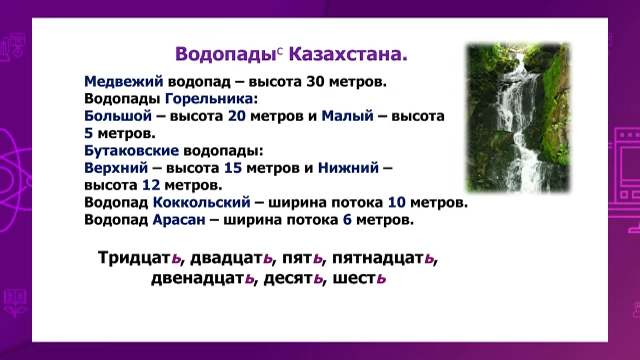 Водопадыᶜ Казахстана.
Медвежий водопад – высота 30 метров.
Водопады Горельника:
Большой – высота 20 метров и Малый – высота
5 метров.
Бутаковские водопады:
Верхний – высота 15 метров и Нижний –
высота 12 метров.
Водопад Коккольский – ширина потока 10 метров.
Водопад Арасан – ширина потока 6 метров.
Тридцать, двадцать, пять, пятнадцать,
двенадцать, десять, шесть